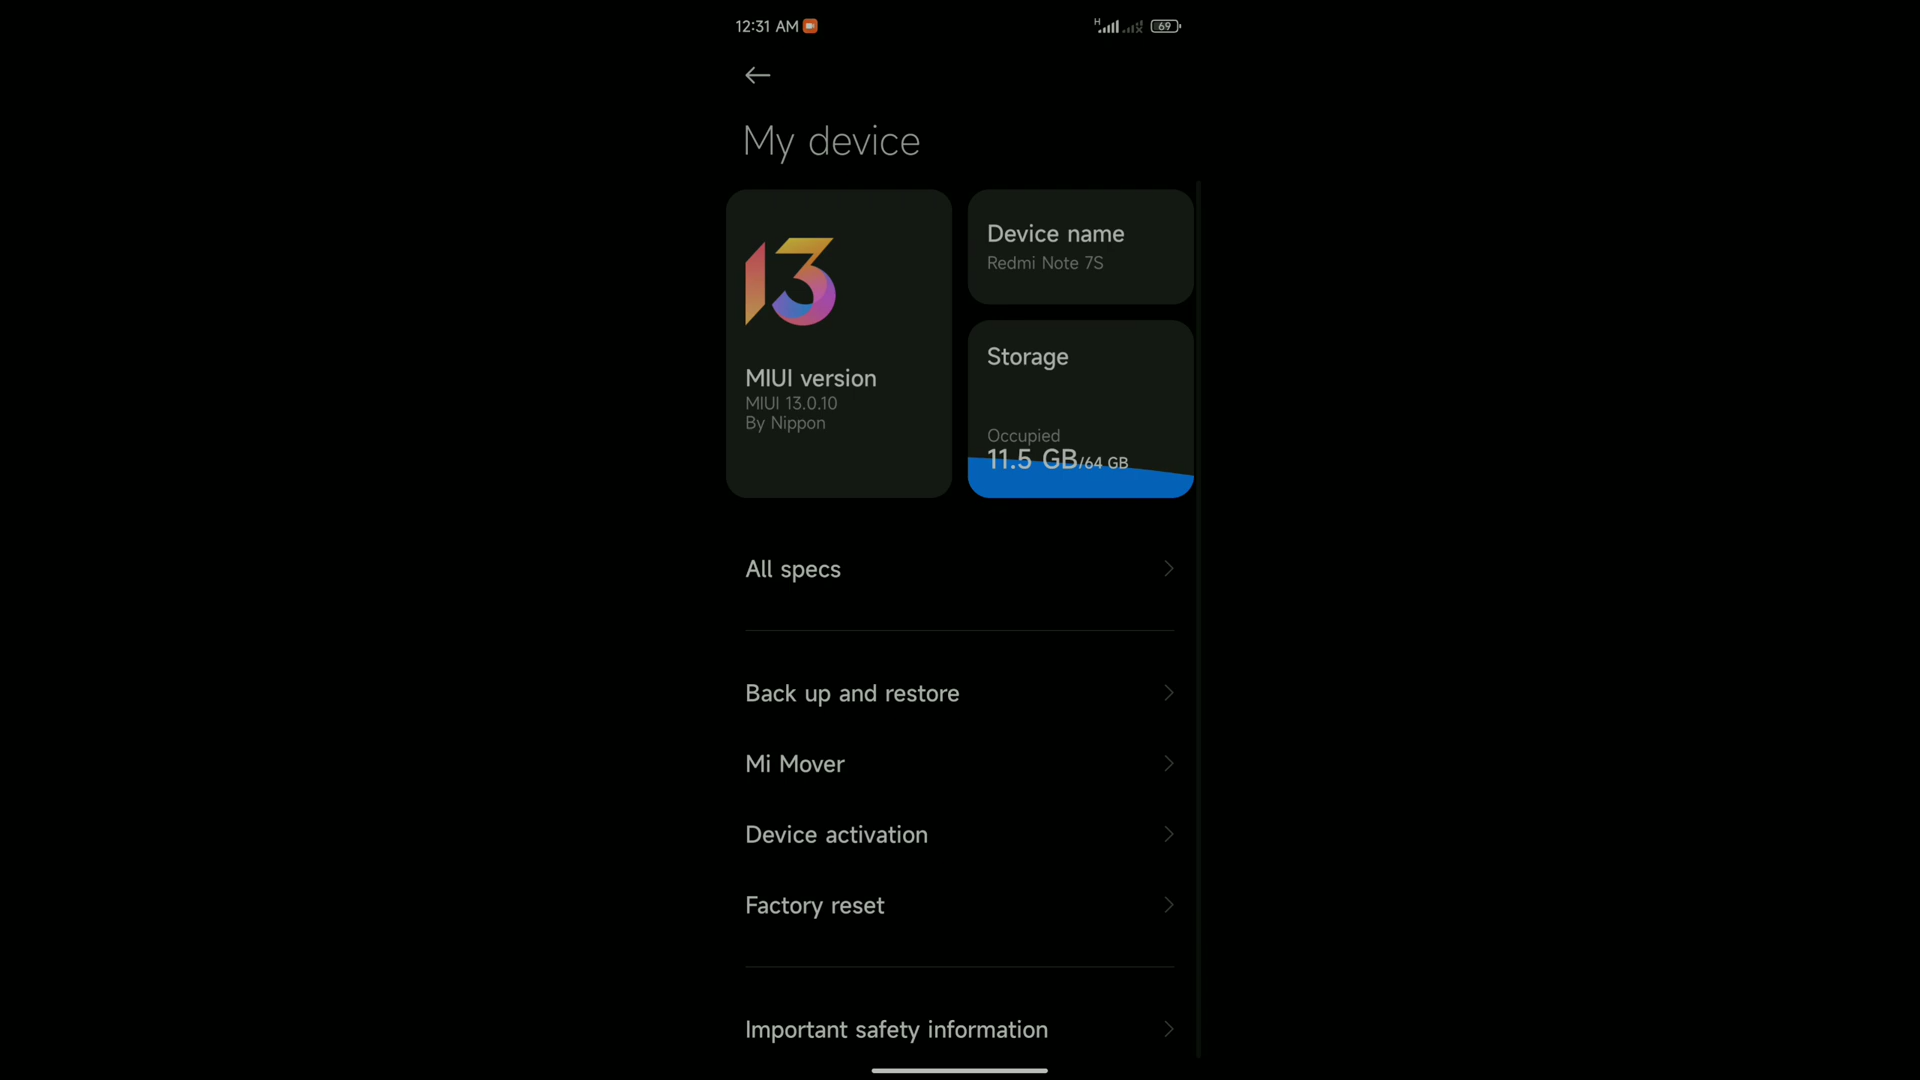 12:31 AM
H
69
My device
13
MIUI version
MIUI 13.0.10
By Nippon
Device name
Redmi Note 7S
Storage
Occupied
11.5 GB/64 GB
All specs
Back up and restore
Mi Mover
Device activation
Factory reset
Important safety information